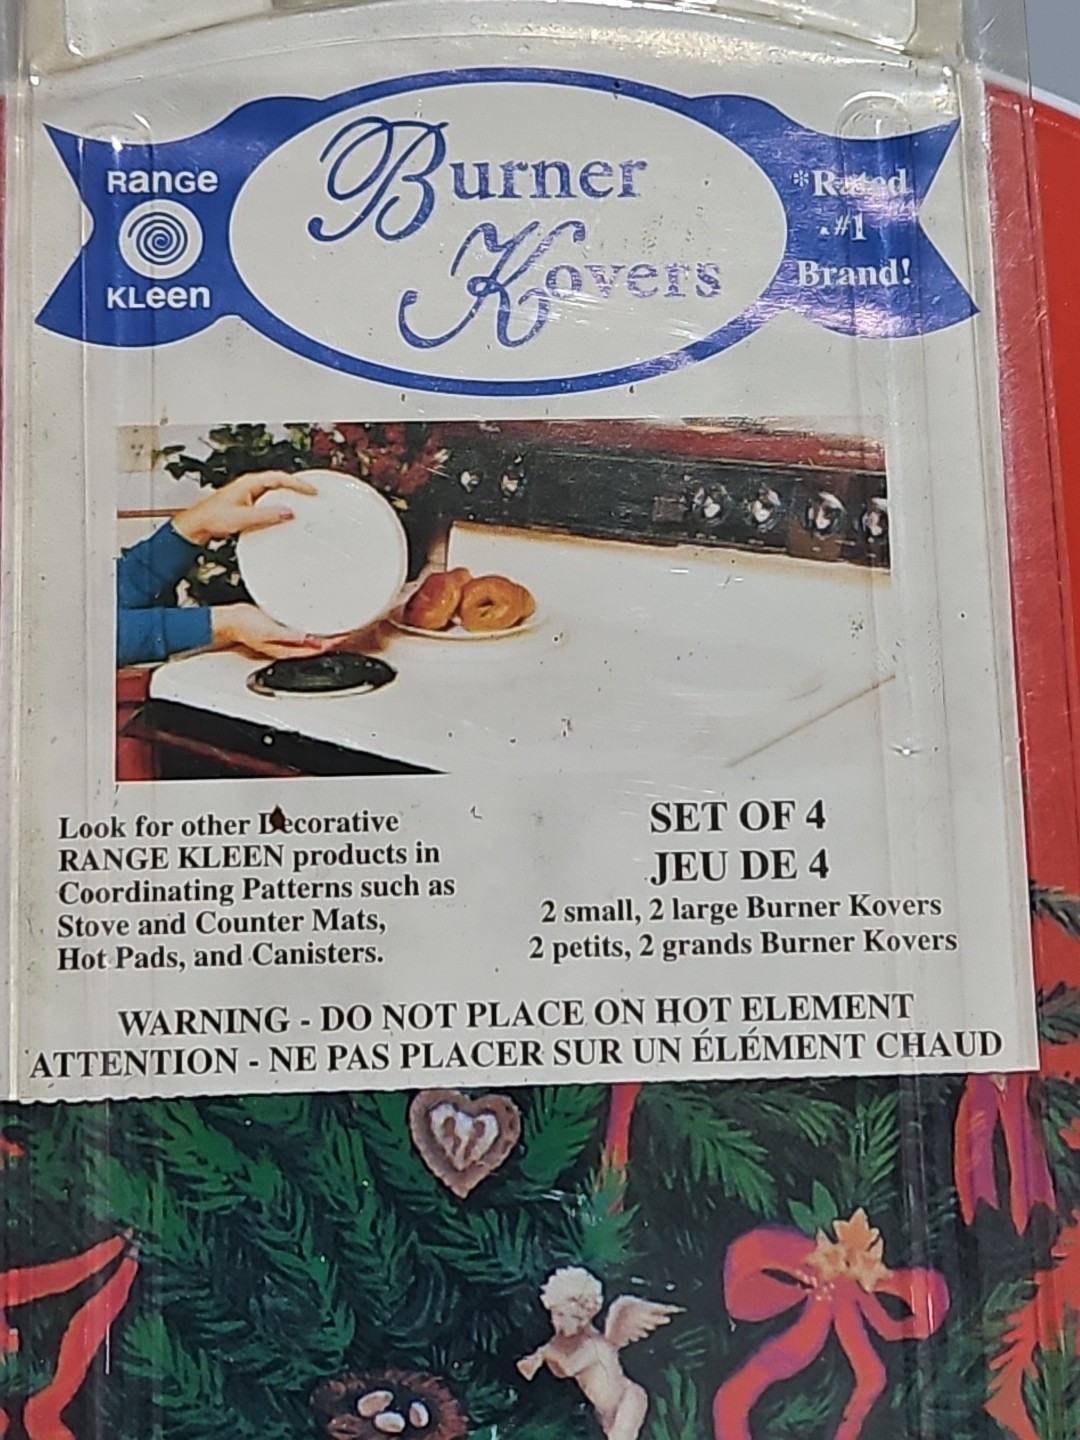 Range
KLeen
Burner
Kovers
*Rated
#1
Brand!
Look for other Decorative
RANGE KLEEN products in
Coordinating Patterns such as
Stove and Counter Mats,
Hot Pads, and Canisters.
SET OF 4
JEU DE 4
2 small, 2 large Burner Kovers
2 petits, 2 grands Burner Kovers
WARNING - DO NOT PLACE ON HOT ELEMENT
ATTENTION - NE PAS PLACER SUR UN ÉLÉMENT CHAUD